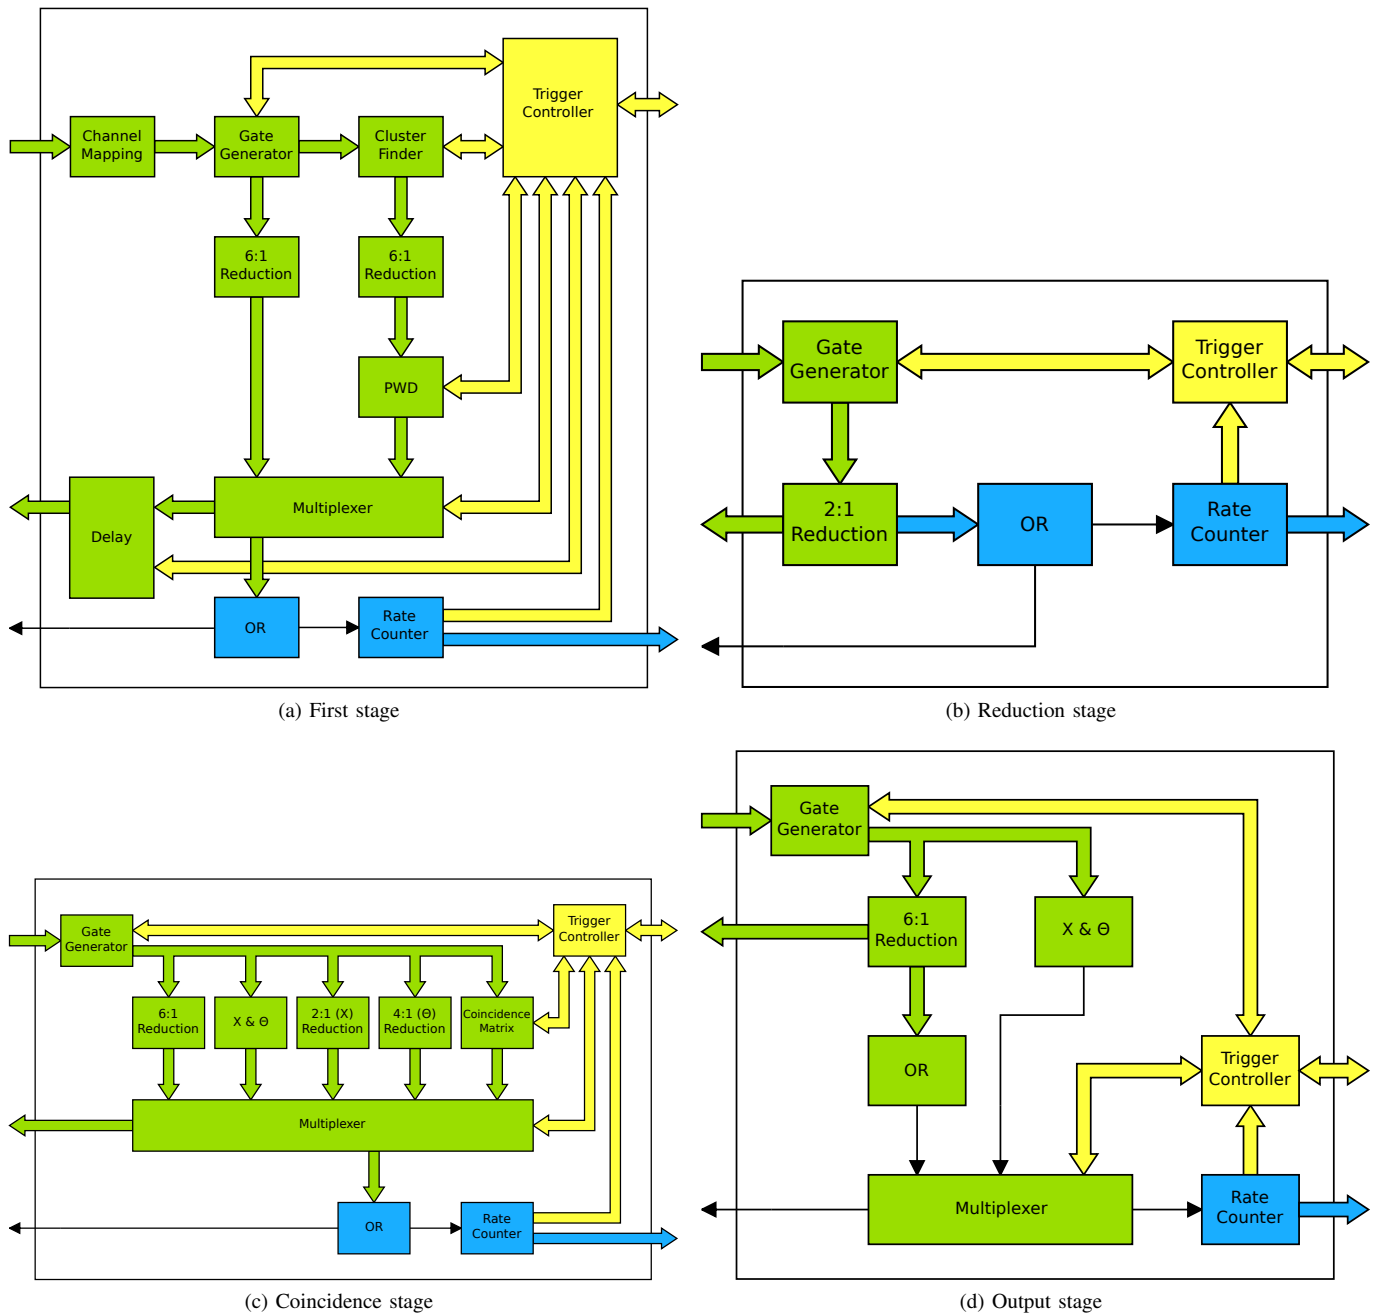 Trigger
Controller
Channel
Mapping
Gate
Generator
Cluster
Finder
6:1
Reduction
6:1
Reduction
PWD
Multiplexer
Delay
OR
Rate
Counter
(a) First stage
Gate
Generator
Trigger
Controller
2:1
Reduction
OR
Rate
Counter
(b) Reduction stage
Gate
Generator
Trigger
Controller
6:1
Reduction
X & Θ
2:1 (X)
Reduction
4:1 (Θ)
Reduction
Coincidence
Matrix
Multiplexer
OR
Rate
Counter
(c) Coincidence stage
Gate
Generator
6:1
Reduction
X & Θ
OR
Trigger
Controller
Multiplexer
Rate
Counter
(d) Output stage